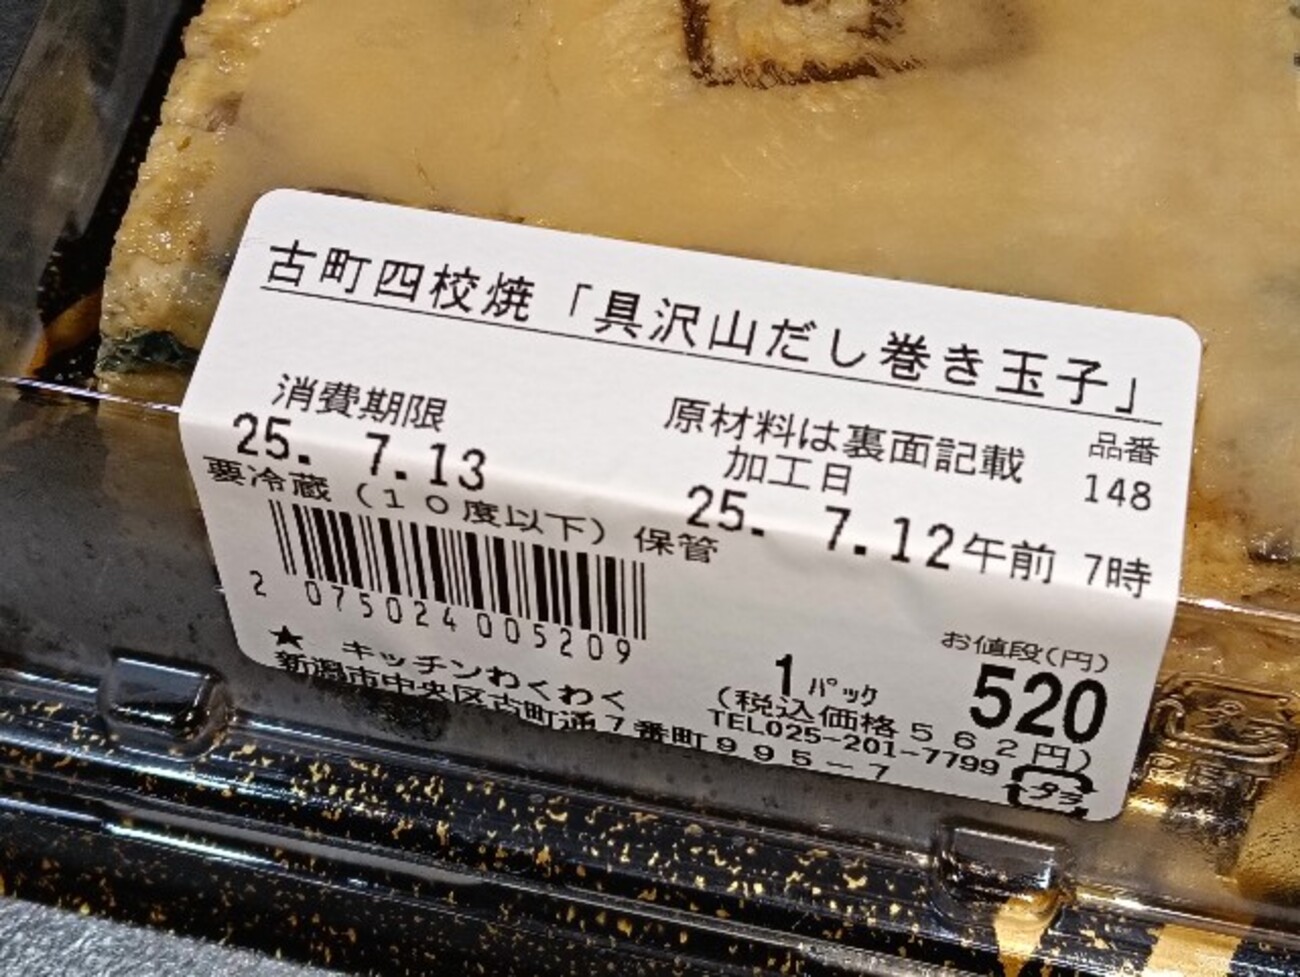 古町四校焼「具沢山だし巻き玉子」
消費期限
25. 7.13
原材料は裏面記載
品番
148
加工日
25. 7.12午前 7時
要冷蔵(10度以下)保管
2 075024 005209
お値段(円)
1パック
520
(税込価格562円)
★ キッチンわくわく
TEL025-201-7799
新潟市中央区古町通7番町995-7
プラ